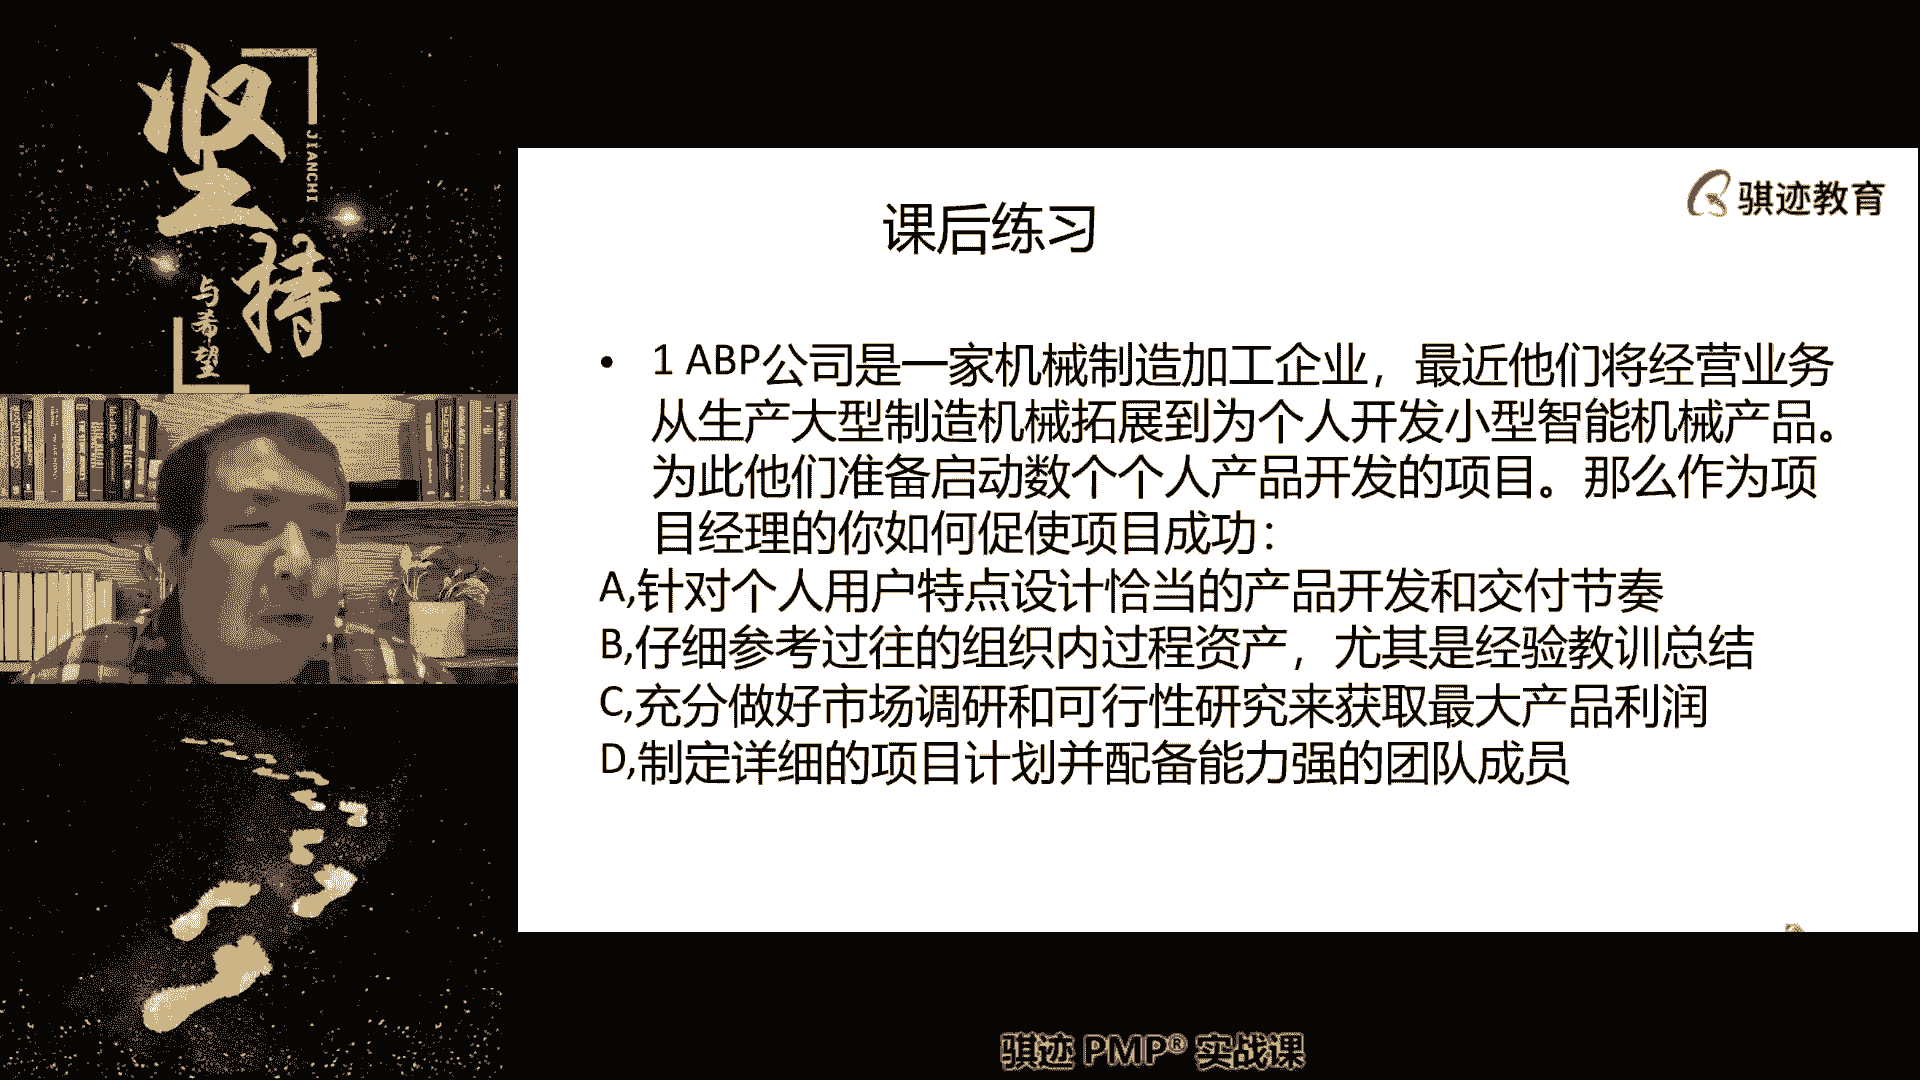 坚持
JIANCHI
与希望
骐迹教育
课后练习
• 1 ABP公司是一家机械制造加工企业，最近他们将经营业务
从生产大型制造机械拓展到为个人开发小型智能机械产品。
为此他们准备启动数个个人产品开发的项目。那么作为项
目经理的你如何促使项目成功：
A,针对个人用户特点设计恰当的产品开发和交付节奏
B,仔细参考过往的组织内过程资产，尤其是经验教训总结
C,充分做好市场调研和可行性研究来获取最大产品利润
D,制定详细的项目计划并配备能力强的团队成员
骐迹 PMP® 实战课